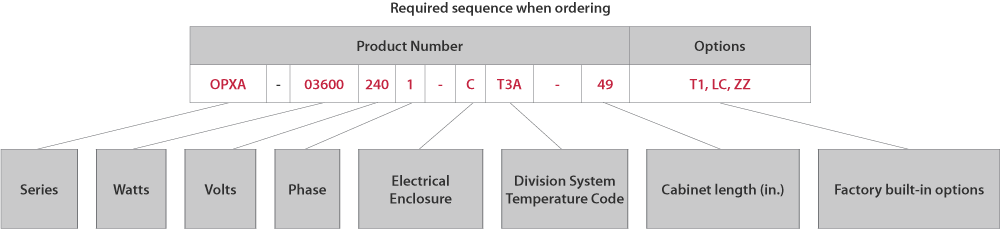 Required sequence when ordering
Product Number Options
OPXA - 03600 240 1 - C T3A - 49 T1, LC, ZZ
Series Watts Volts Phase Electrical Enclosure Division System Temperature Code Cabinet length (in.) Factory built-in options